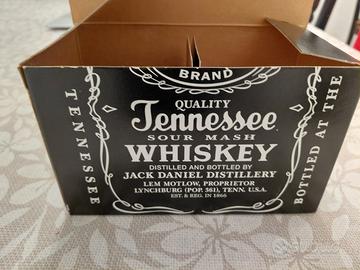 BRAND
QUALITY
Tennessee
SOUR MASH
WHISKEY
DISTILLED AND BOTTLED BY
JACK DANIEL DISTILLERY
LEM MOTLOW, PROPRIETOR
LYNCHBURG (POP. 361), TENN. U.S.A.
EST. & REG. IN 1866
TENNESSEE
BOTTLED AT THE